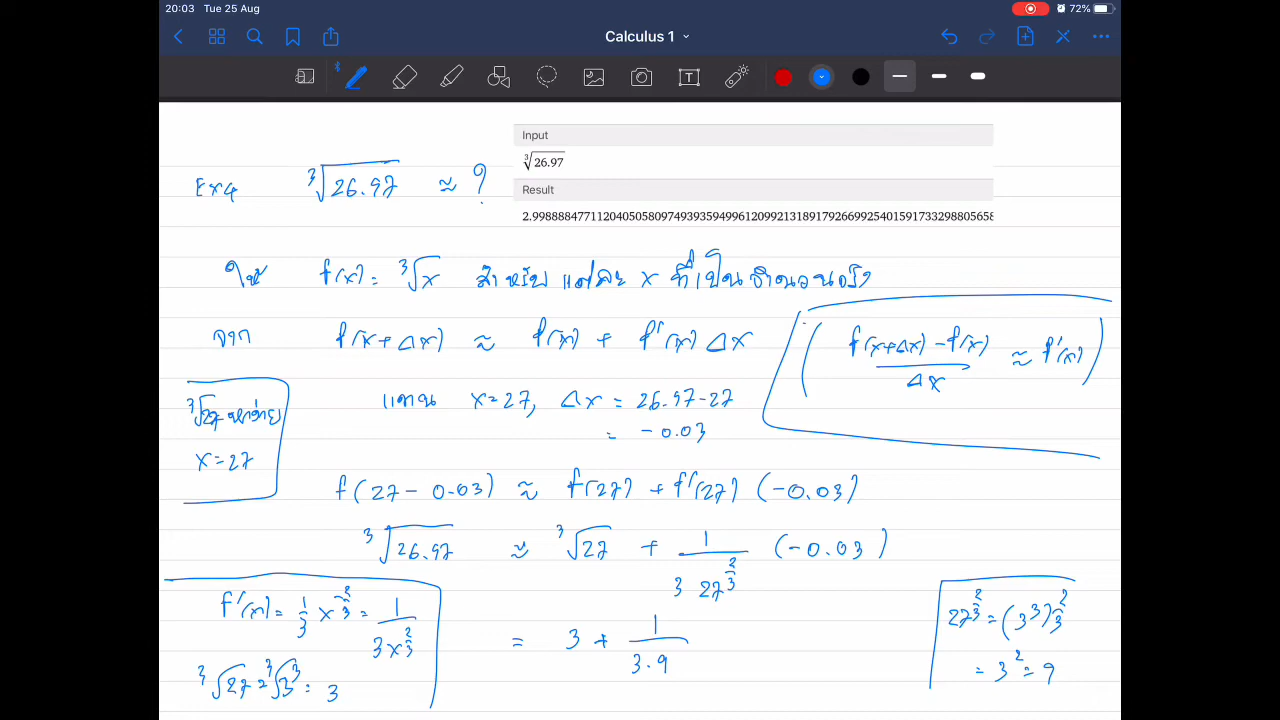 20:03 Tue 25 Aug
72%
Calculus 1
Input
∛26.97
Result
2.998888477112040505809749393594996120992131891792669925401591733298805658
Ex4 ∛26.97 ≈ ?
ให้ f(x) = ∛x สำหรับแต่ละ x ที่เป็นจำนวนจริง
จาก f(x+Δx) ≈ f(x) + f'(x) Δx
( (f(x+Δx) - f(x))/Δx ≈ f'(x) )
แทน x=27, Δx = 26.97-27
= -0.03
∛27 หาง่าย
x=27
f(27-0.03) ≈ f(27) + f'(27) (-0.03)
∛26.97 ≈ ∛27 + 1/(3 27^(2/3)) (-0.03)
f'(x) = 1/3 x^(-2/3) = 1/(3x^(2/3))
∛27 = ∛3³ = 3
= 3 + 1/(3.9)
27^(2/3) = (3³)^(2/3)
= 3² = 9